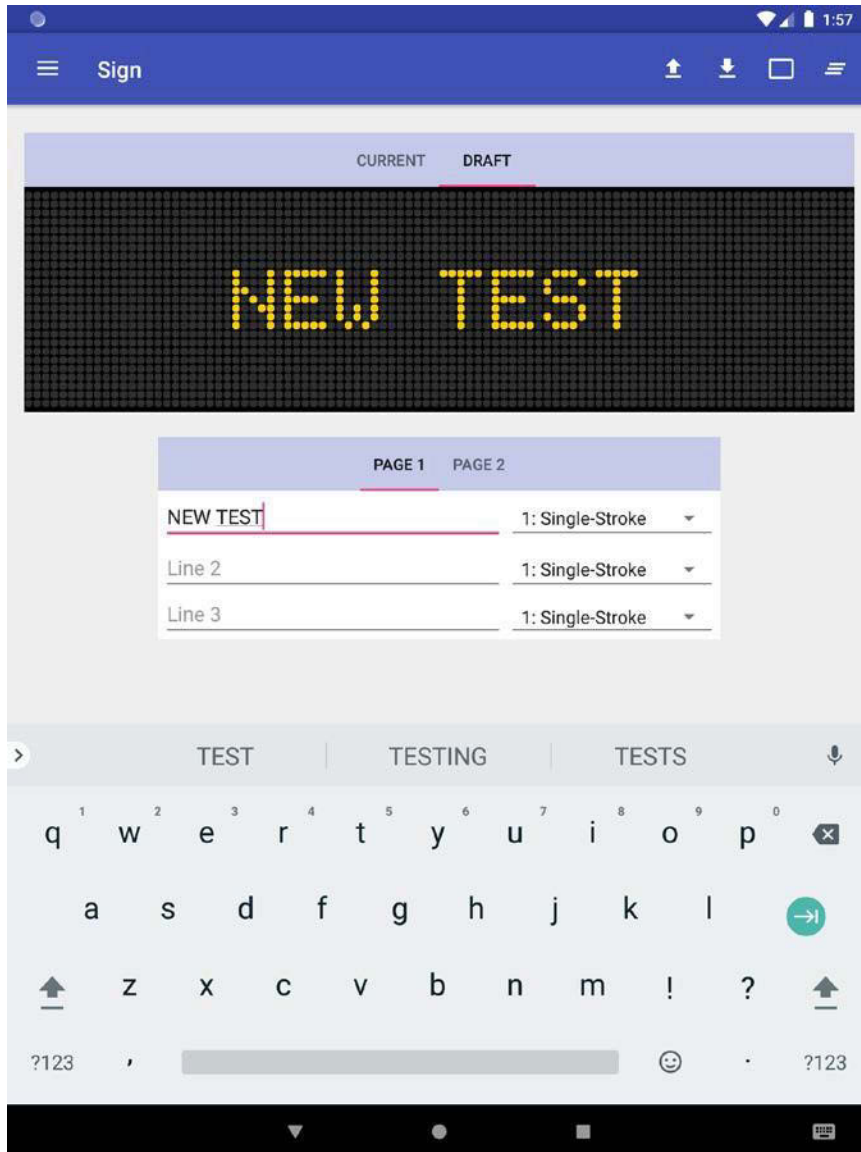 1:57
Sign
CURRENT DRAFT
NEW TEST
PAGE 1 PAGE 2
NEW TEST 1: Single-Stroke
Line 2 1: Single-Stroke
Line 3 1: Single-Stroke
TEST TESTING TESTS
1 2 3 4 5 6 7 8 9 0
q w e r t y u i o p
a s d f g h j k l
z x c v b n m ! ?
?123 , . ?123